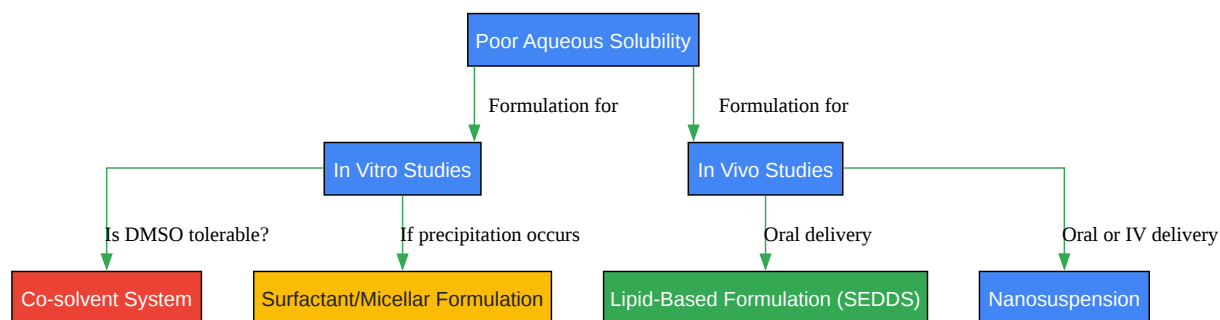 Poor Aqueous Solubility
Formulation for
Formulation for
In Vitro Studies
In Vivo Studies
Is DMSO tolerable?
If precipitation occurs
Oral delivery
Oral or IV delivery
Co-solvent System
Surfactant/Micellar Formulation
Lipid-Based Formulation (SEDDS)
Nanosuspension